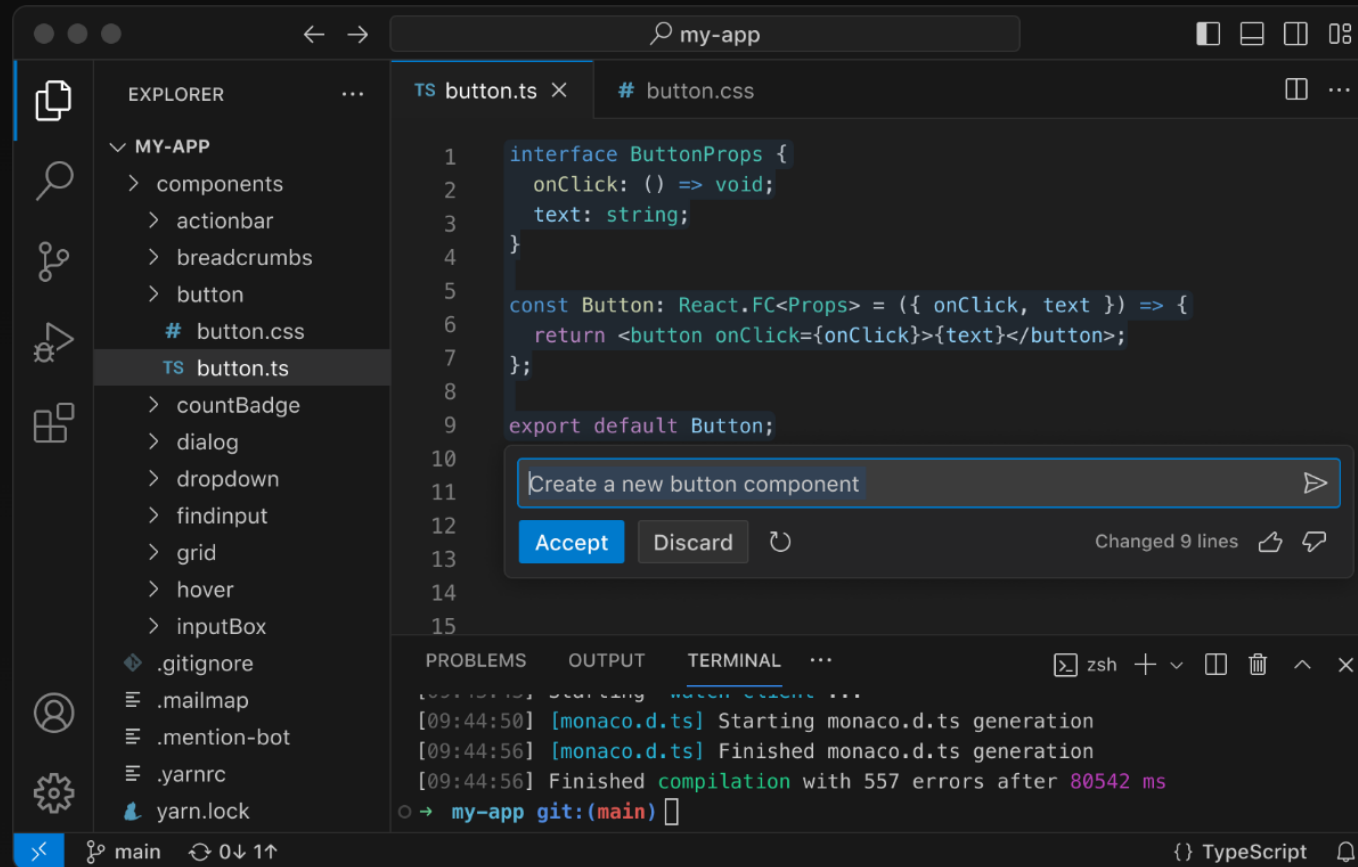 my-app
EXPLORER ...
TS button.ts
# button.css
...
MY-APP
components
actionbar
breadcrumbs
button
# button.css
TS button.ts
countBadge
dialog
dropdown
findinput
grid
hover
inputBox
.gitignore
.mailmap
.mention-bot
.yarnrc
yarn.lock
1 interface ButtonProps {
2 onClick: () => void;
3 text: string;
4 }
5
6 const Button: React.FC<Props> = ({ onClick, text }) => {
7 return <button onClick={onClick}>{text}</button>;
8 };
9 export default Button;
10
11
12
13
14
15
Create a new button component
Accept Discard Changed 9 lines
PROBLEMS OUTPUT TERMINAL ... zsh
[09:44:50] [monaco.d.ts] Starting monaco.d.ts generation
[09:44:56] [monaco.d.ts] Finished monaco.d.ts generation
[09:44:56] Finished compilation with 557 errors after 80542 ms
○ → my-app git:(main)
main 0↓ 1↑ {} TypeScript